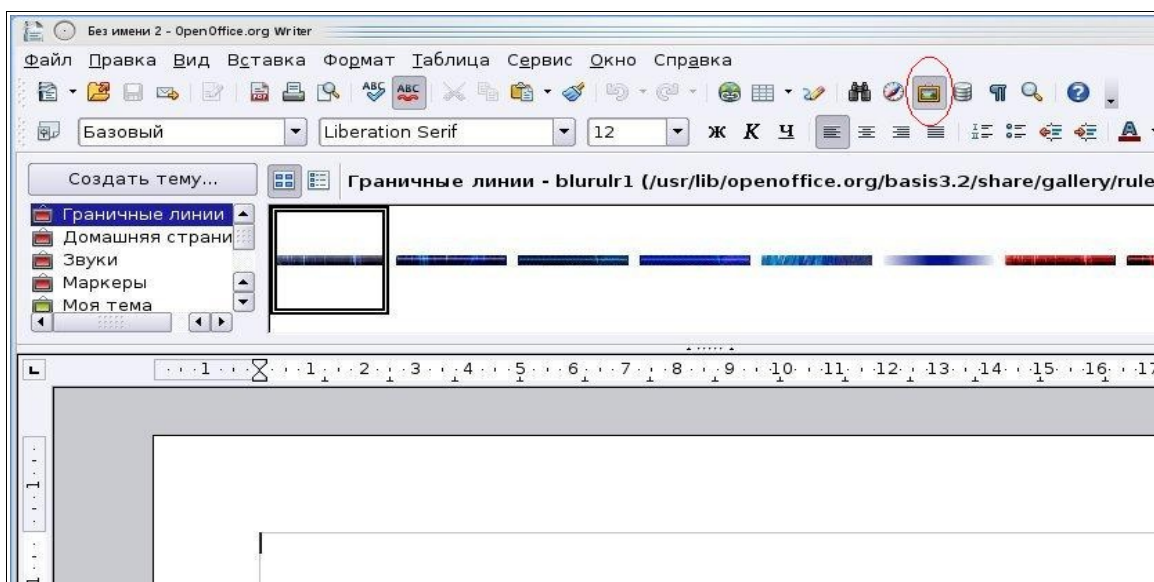 Без имени 2 - OpenOffice.org Writer
Файл Правка Вид Вставка Формат Таблица Сервис Окно Справка
ABC ABC
Базовый Liberation Serif 12 Ж К Ч A
Создать тему... Граничные линии - blurulr1 (/usr/lib/openoffice.org/basis3.2/share/gallery/rule
Граничные линии
Домашняя страни
Звуки
Маркеры
Моя тема
1 1 2 3 4 5 6 7 8 9 10 11 12 13 14 15 16 17
1
1